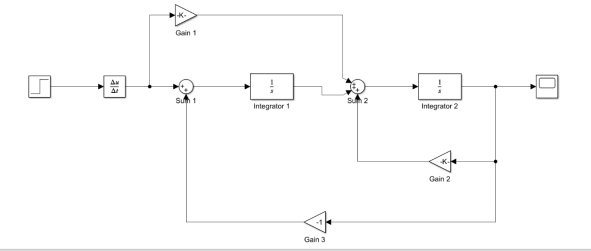 -K-
Gain 1
Δu
Δt
+
+
Sum 1
1
s
Integrator 1
+
+
+
Sum 2
1
s
Integrator 2
-K-
Gain 2
-1
Gain 3